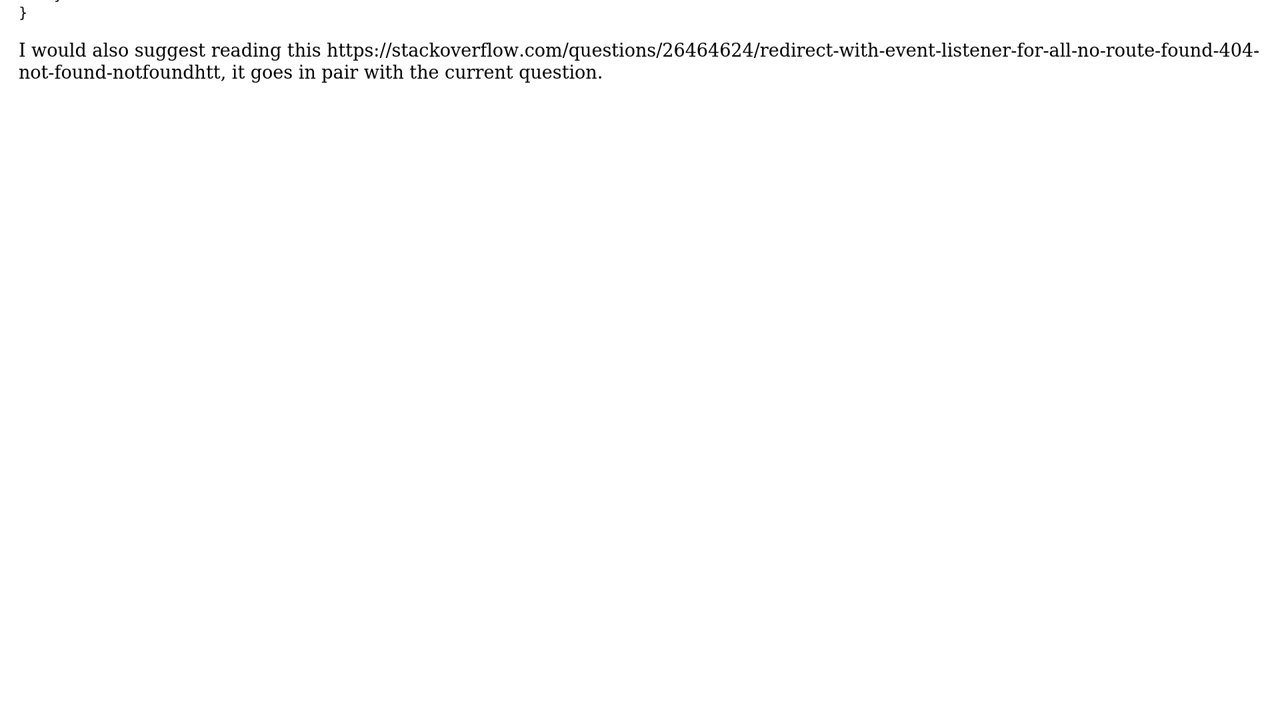 }
I would also suggest reading this https://stackoverflow.com/questions/26464624/redirect-with-event-listener-for-all-no-route-found-404-
not-found-notfoundhtt, it goes in pair with the current question.